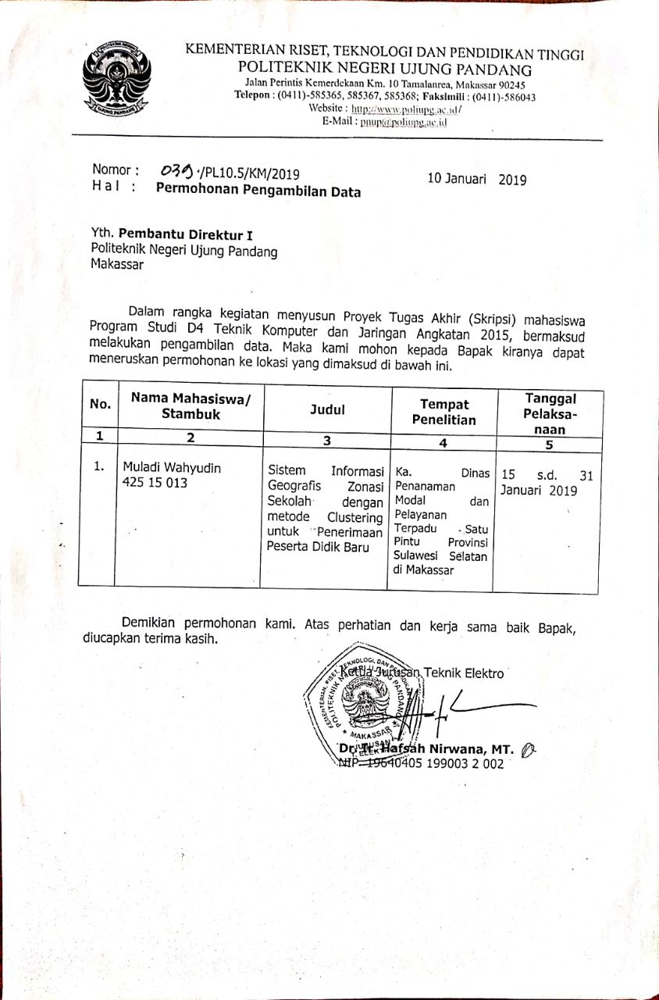 KEMENTERIAN RISET, TEKNOLOGI DAN PENDIDIKAN TINGGI
POLITEKNIK NEGERI UJUNG PANDANG
Jalan Perintis Kemerdekaan Km. 10 Tamalanrea, Makassar 90245
Telepon : (0411)-585365, 585367, 585368; Faksimili : (0411)-586043
Website : http://www.poliupg.ac.id/
E-Mail : pnup@poliupg.ac.id
UJUNG PANDANG
Nomor : 039 /PL10.5/KM/2019
10 Januari 2019
H a l : Permohonan Pengambilan Data
Yth. Pembantu Direktur I
Politeknik Negeri Ujung Pandang
Makassar
Dalam rangka kegiatan menyusun Proyek Tugas Akhir (Skripsi) mahasiswa
Program Studi D4 Teknik Komputer dan Jaringan Angkatan 2015, bermaksud
melakukan pengambilan data. Maka kami mohon kepada Bapak kiranya dapat
meneruskan permohonan ke lokasi yang dimaksud di bawah ini.
No.
Nama Mahasiswa/
Stambuk
Judul
Tempat
Penelitian
Tanggal
Pelaksa-
naan
1
2
3
4
5
1.
Muladi Wahyudin
425 15 013
Sistem Informasi
Geografis Zonasi
Sekolah dengan
metode Clustering
untuk Penerimaan
Peserta Didik Baru
Ka. Dinas
Penanaman
Modal dan
Pelayanan
Terpadu Satu
Pintu Provinsi
Sulawesi Selatan
di Makassar
15 s.d. 31
Januari 2019
Demikian permohonan kami. Atas perhatian dan kerja sama baik Bapak,
diucapkan terima kasih.
Ketua Jurusan Teknik Elektro
KEMENTERIAN, RISET, TEKNOLOGI, DAN PENDIDIKAN
POLITEKNIK NEGERI UJUNG PANDANG
MAKASSAR
JURUSAN
T. ELEKTRO
Dr. Ir. Hafsah Nirwana, MT.
NIP. 19640405 199003 2 002